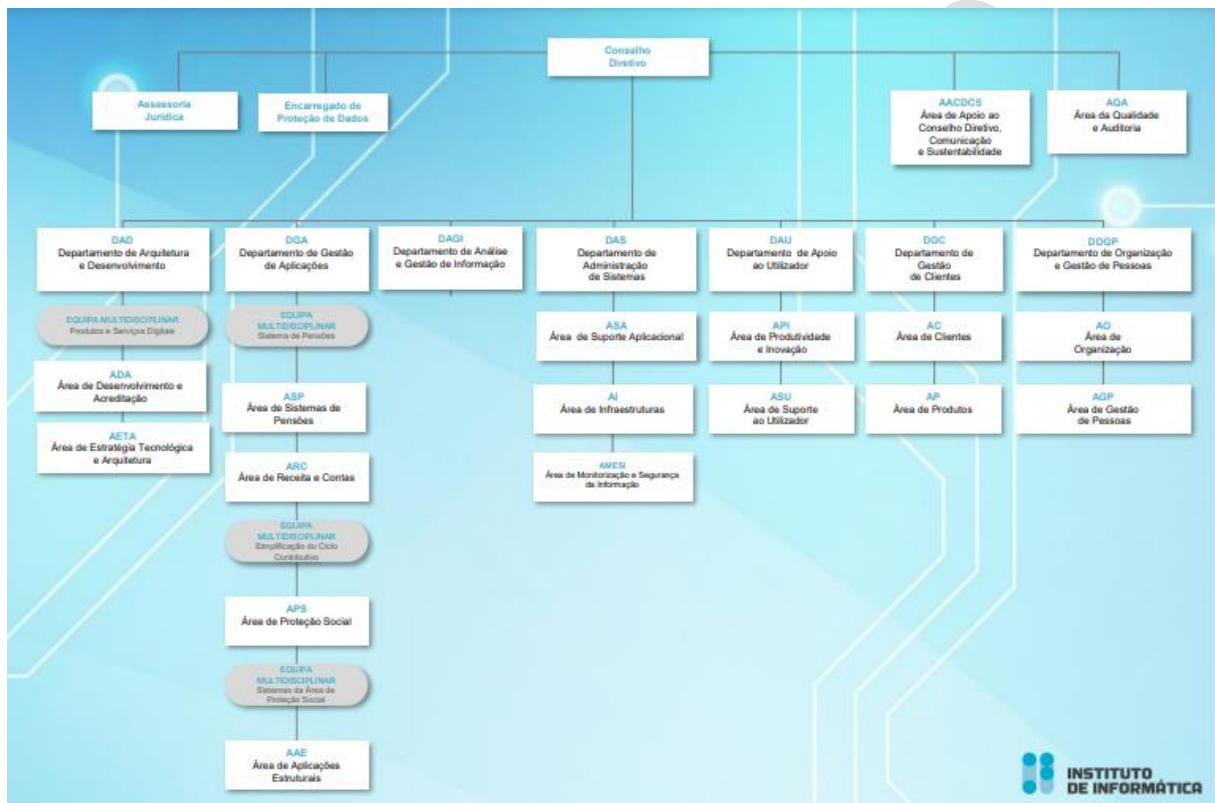 Conselho
Diretivo
Assessoria
Jurídica
Encarregado de
Proteção de Dados
AACDCS
Área de Apoio ao
Conselho Diretivo,
Comunicação
e Sustentabilidade
AQA
Área da Qualidade
e Auditoria
DAD
Departamento de Arquitetura
e Desenvolvimento
DGA
Departamento de Gestão
de Aplicações
DAGI
Departamento de Análise
e Gestão de Informação
DAS
Departamento de
Administração
de Sistemas
DAU
Departamento de Apoio
ao Utilizador
DGC
Departamento de
Gestão
de Clientes
DOGP
Departamento de Organização
e Gestão de Pessoas
EQUIPA MULTIDISCIPLINAR
Produtos e Serviços Digitais
ADA
Área de Desenvolvimento e
Acreditação
AETA
Área de Estratégia Tecnológica
e Arquitetura
EQUIPA
MULTIDISCIPLINAR
Sistema de Pensões
ASP
Área de Sistemas de
Pensões
ARC
Área de Receita e Contas
EQUIPA
MULTIDISCIPLINAR
Simplificação do Ciclo
Contributivo
APS
Área de Proteção Social
EQUIPA
MULTIDISCIPLINAR
Sistemas da Área de
Proteção Social
AAE
Área de Aplicações
Estruturais
ASA
Área de Suporte Aplicacional
AI
Área de Infraestruturas
AMESI
Área de Monitorização e Segurança
da Informação
API
Área de Produtividade
e Inovação
ASU
Área de Suporte
ao Utilizador
AC
Área de Clientes
AP
Área de Produtos
AO
Área de
Organização
AGP
Área de Gestão
de Pessoas
INSTITUTO
DE INFORMÁTICA